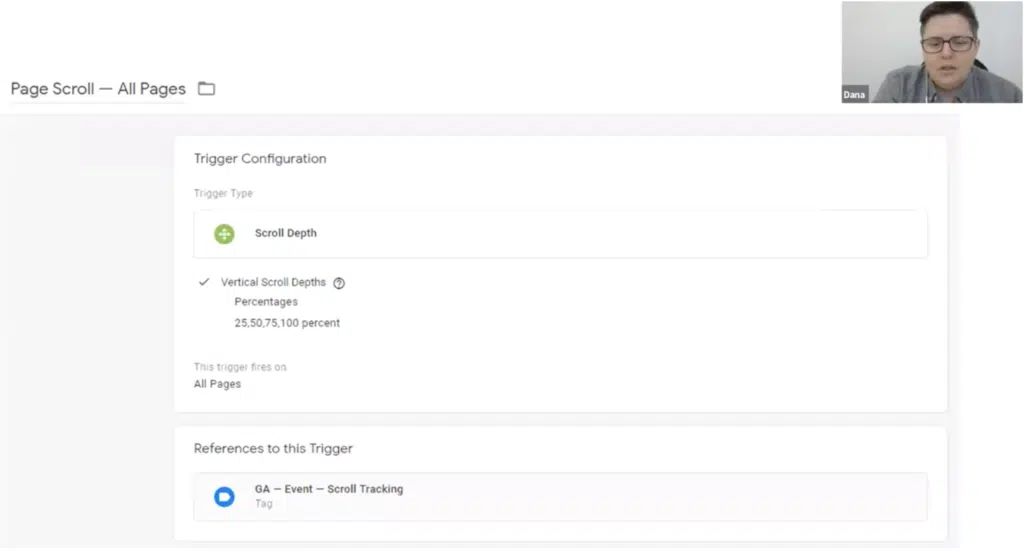 Dana
Page Scroll — All Pages
Trigger Configuration
Trigger Type
Scroll Depth
Vertical Scroll Depths
Percentages
25,50,75,100 percent
This trigger fires on
All Pages
References to this Trigger
GA — Event — Scroll Tracking
Tag